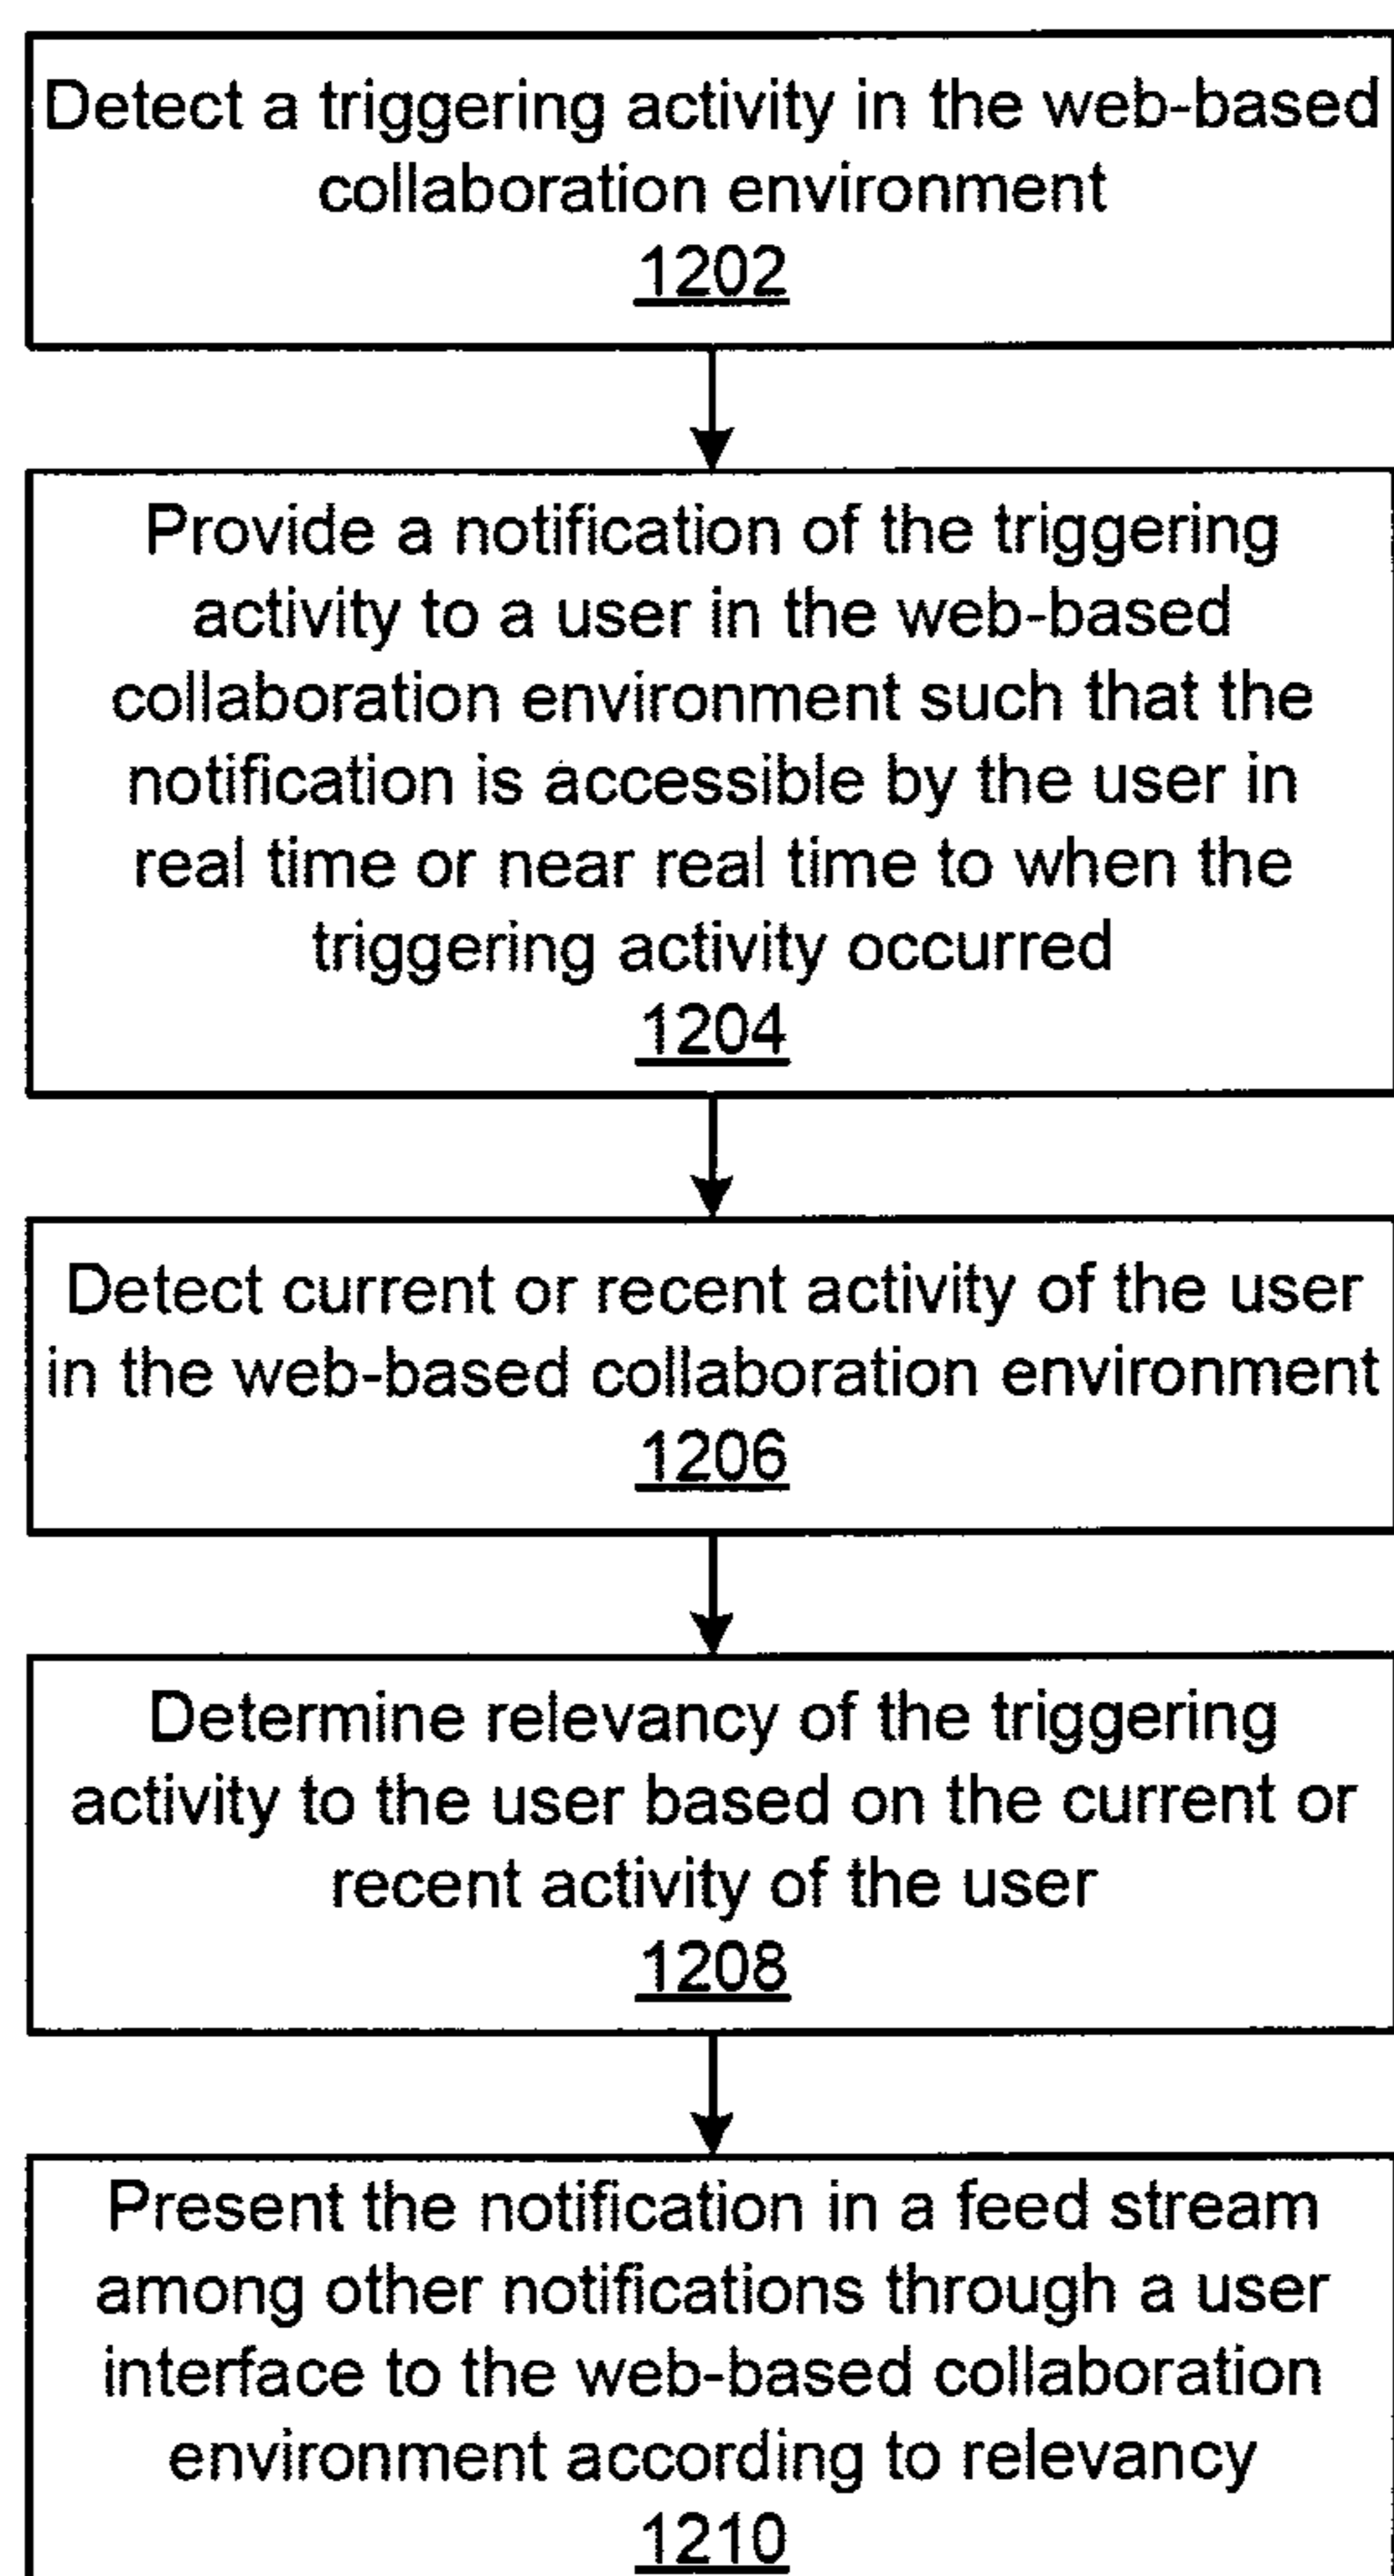 Detect a triggering activity in the web-based
collaboration environment
1202
Provide a notification of the triggering
activity to a user in the web-based
collaboration environment such that the
notification is accessible by the user in
real time or near real time to when the
triggering activity occurred
1204
Detect current or recent activity of the user
in the web-based collaboration environment
1206
Determine relevancy of the triggering
activity to the user based on the current or
recent activity of the user
1208
Present the notification in a feed stream
among other notifications through a user
interface to the web-based collaboration
environment according to relevancy
1210